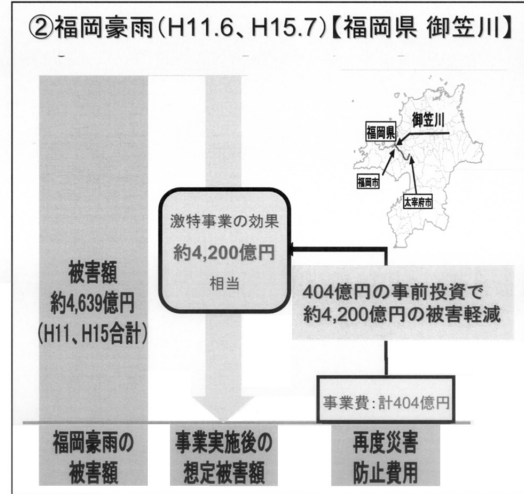 ②福岡豪雨(H11.6、H15.7)【福岡県 御笠川】
福岡県
御笠川
福岡市
太宰府市
激特事業の効果
約4,200億円
相当
被害額
約4,639億円
(H11、H15合計)
404億円の事前投資で
約4,200億円の被害軽減
事業費:計404億円
福岡豪雨の
被害額
事業実施後の
想定被害額
再度災害
防止費用